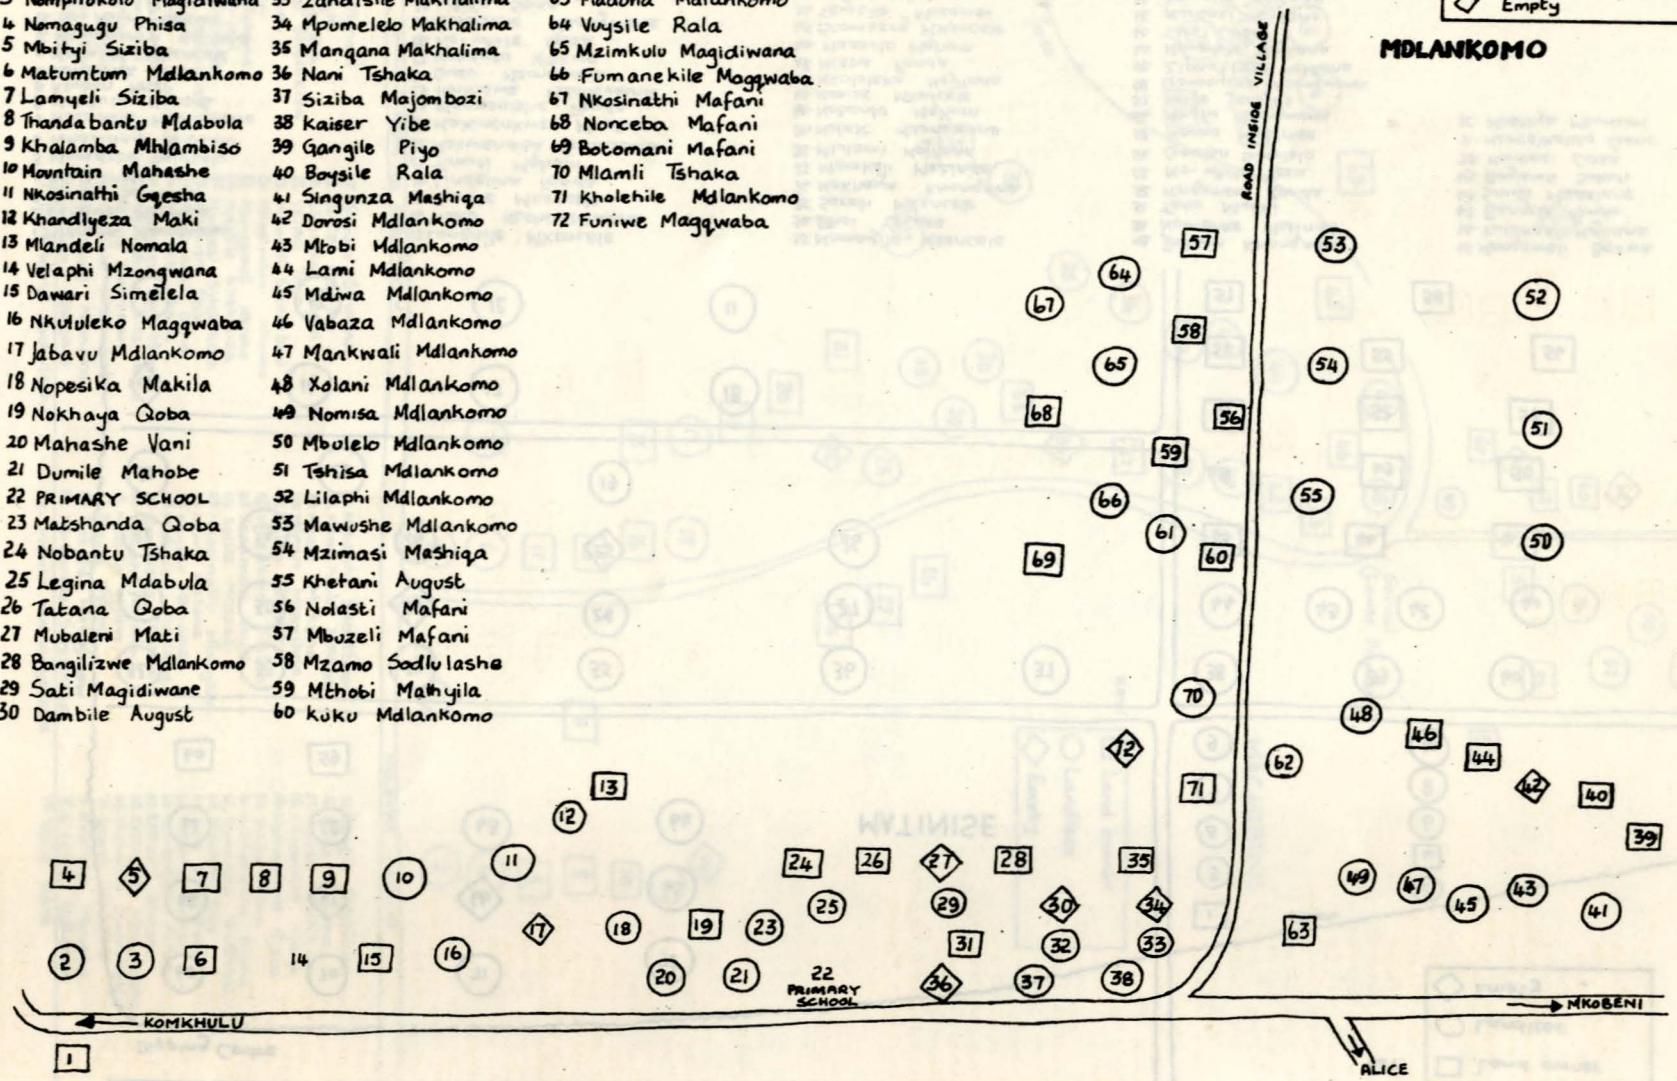 4 Nomagugu Phisa
5 Mbityi Siziba
6 Matumtum Mdlankomo
7 Lamyeli Siziba
8 Thandabantu Mdabula
9 Khalamba Mhlambiso
10 Mountain Mahashe
11 Nkosinathi Gqesha
12 Khandlyeza Maki
13 Mlandeli Nomala
14 Velaphi Mzongwana
15 Dawari Simelela
16 Nkululeko Magqwaba
17 Jabavu Mdlankomo
18 Nopesika Makila
19 Nokhaya Qoba
20 Mahashe Vani
21 Dumile Mahobe
22 PRIMARY SCHOOL
23 Matshanda Qoba
24 Nobantu Tshaka
25 Legina Mdabula
26 Tatana Qoba
27 Mubaleni Mati
28 Bangilizwe Mdlankomo
29 Sati Magidiwane
30 Dambile August
34 Mpumelelo Makhalima
35 Manqana Makhalima
36 Nani Tshaka
37 Siziba Majombozi
38 Kaiser Yibe
39 Gangile Piyo
40 Boysile Rala
41 Singunza Mashiqa
42 Dorosi Mdlankomo
43 Mtobi Mdlankomo
44 Lami Mdlankomo
45 Mdiwa Mdlankomo
46 Vabaza Mdlankomo
47 Mankwali Mdlankomo
48 Xolani Mdlankomo
49 Nomisa Mdlankomo
50 Mbulelo Mdlankomo
51 Tshisa Mdlankomo
52 Lilaphi Mdlankomo
53 Mawushe Mdlankomo
54 Mzimasi Mashiqa
55 Khetani August
56 Nolasti Mafani
57 Mbuzeli Mafani
58 Mzamo Sodlulashe
59 Mthobi Mathyila
60 Kuku Mdlankomo
64 Vuysile Rala
65 Mzimkulu Magidiwana
66 Fumanekile Magqwaba
67 Nkosinathi Mafani
68 Nonceba Mafani
69 Botomani Mafani
70 Mlamli Tshaka
71 Kholehile Mdlankomo
72 Funiwe Magqwaba
Empty
MDLANKOMO
ROAD INSIDE VILLAGE
57 53
64
67 52
58
65 54
68 56
51
59
66 55
61
69 60 50
70
48
46
72 44
62
13 71 42 40
12
39
4 5 7 8 9 10 11 24 26 27 28 35
49 47 43
17 18 19 23 25 29 30 34 45 41
63
2 3 6 14 15 16 31 32 33
20 21 22 36 37 38
PRIMARY
SCHOOL
KOMKHULU
MKOBENI
1
ALICE